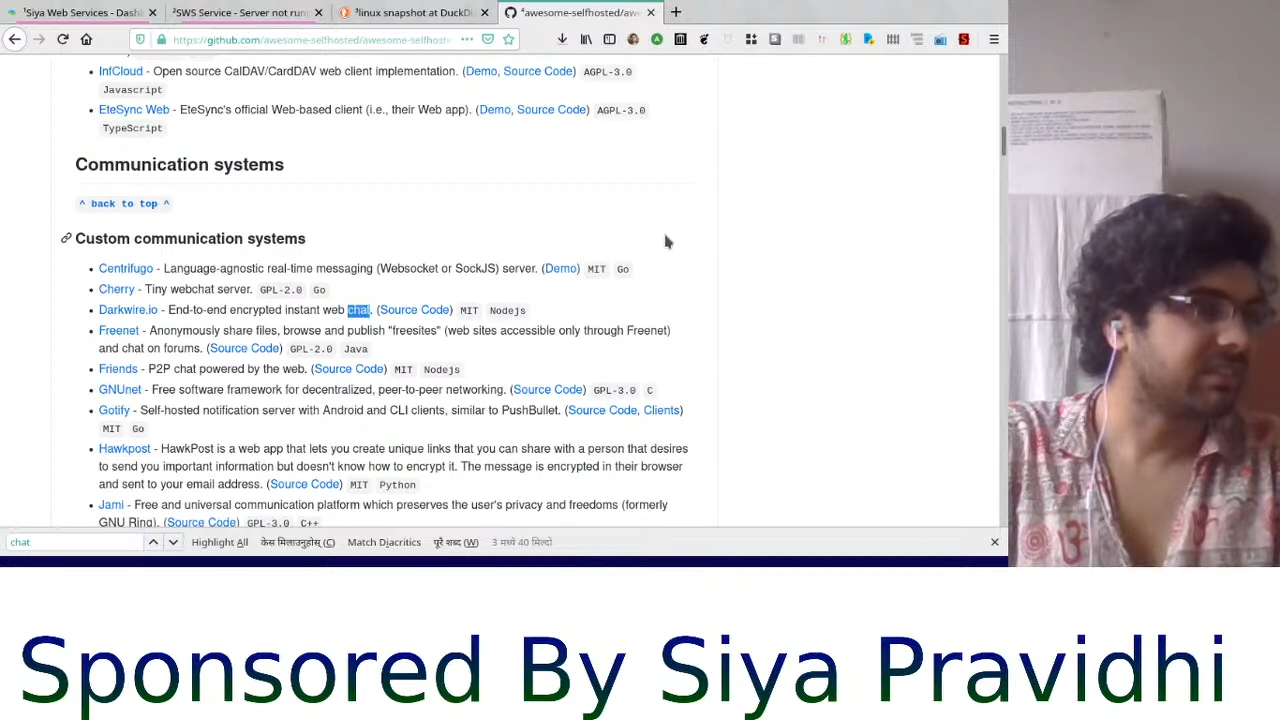 ¹Siya Web Services - Dashl
²SWS Service - Server not run
³linux snapshot at DuckD
⁴awesome-selfhosted/aw
https://github.com/awesome-selfhosted/awesome-selfhoste
InfCloud - Open source CalDAV/CardDAV web client implementation. (Demo, Source Code) AGPL-3.0
Javascript
EteSync Web - EteSync's official Web-based client (i.e., their Web app). (Demo, Source Code) AGPL-3.0
TypeScript
Communication systems
^ back to top ^
Custom communication systems
Centrifugo - Language-agnostic real-time messaging (Websocket or SockJS) server. (Demo) MIT Go
Cherry - Tiny webchat server. GPL-2.0 Go
Darkwire.io - End-to-end encrypted instant web chat. (Source Code) MIT Nodejs
Freenet - Anonymously share files, browse and publish "freesites" (web sites accessible only through Freenet)
and chat on forums. (Source Code) GPL-2.0 Java
Friends - P2P chat powered by the web. (Source Code) MIT Nodejs
GNUnet - Free software framework for decentralized, peer-to-peer networking. (Source Code) GPL-3.0 C
Gotify - Self-hosted notification server with Android and CLI clients, similar to PushBullet. (Source Code, Clients)
MIT Go
Hawkpost - HawkPost is a web app that lets you create unique links that you can share with a person that desires
to send you important information but doesn't know how to encrypt it. The message is encrypted in their browser
and sent to your email address. (Source Code) MIT Python
Jami - Free and universal communication platform which preserves the user's privacy and freedoms (formerly
GNU Ring). (Source Code) GPL-3.0 C++
chat Highlight All केस मिलाउनुहोस् (C) Match Diacritics पूरै शब्द (W) 3 मध्ये 40 मिल्दो
Sponsored By Siya Pravidhi